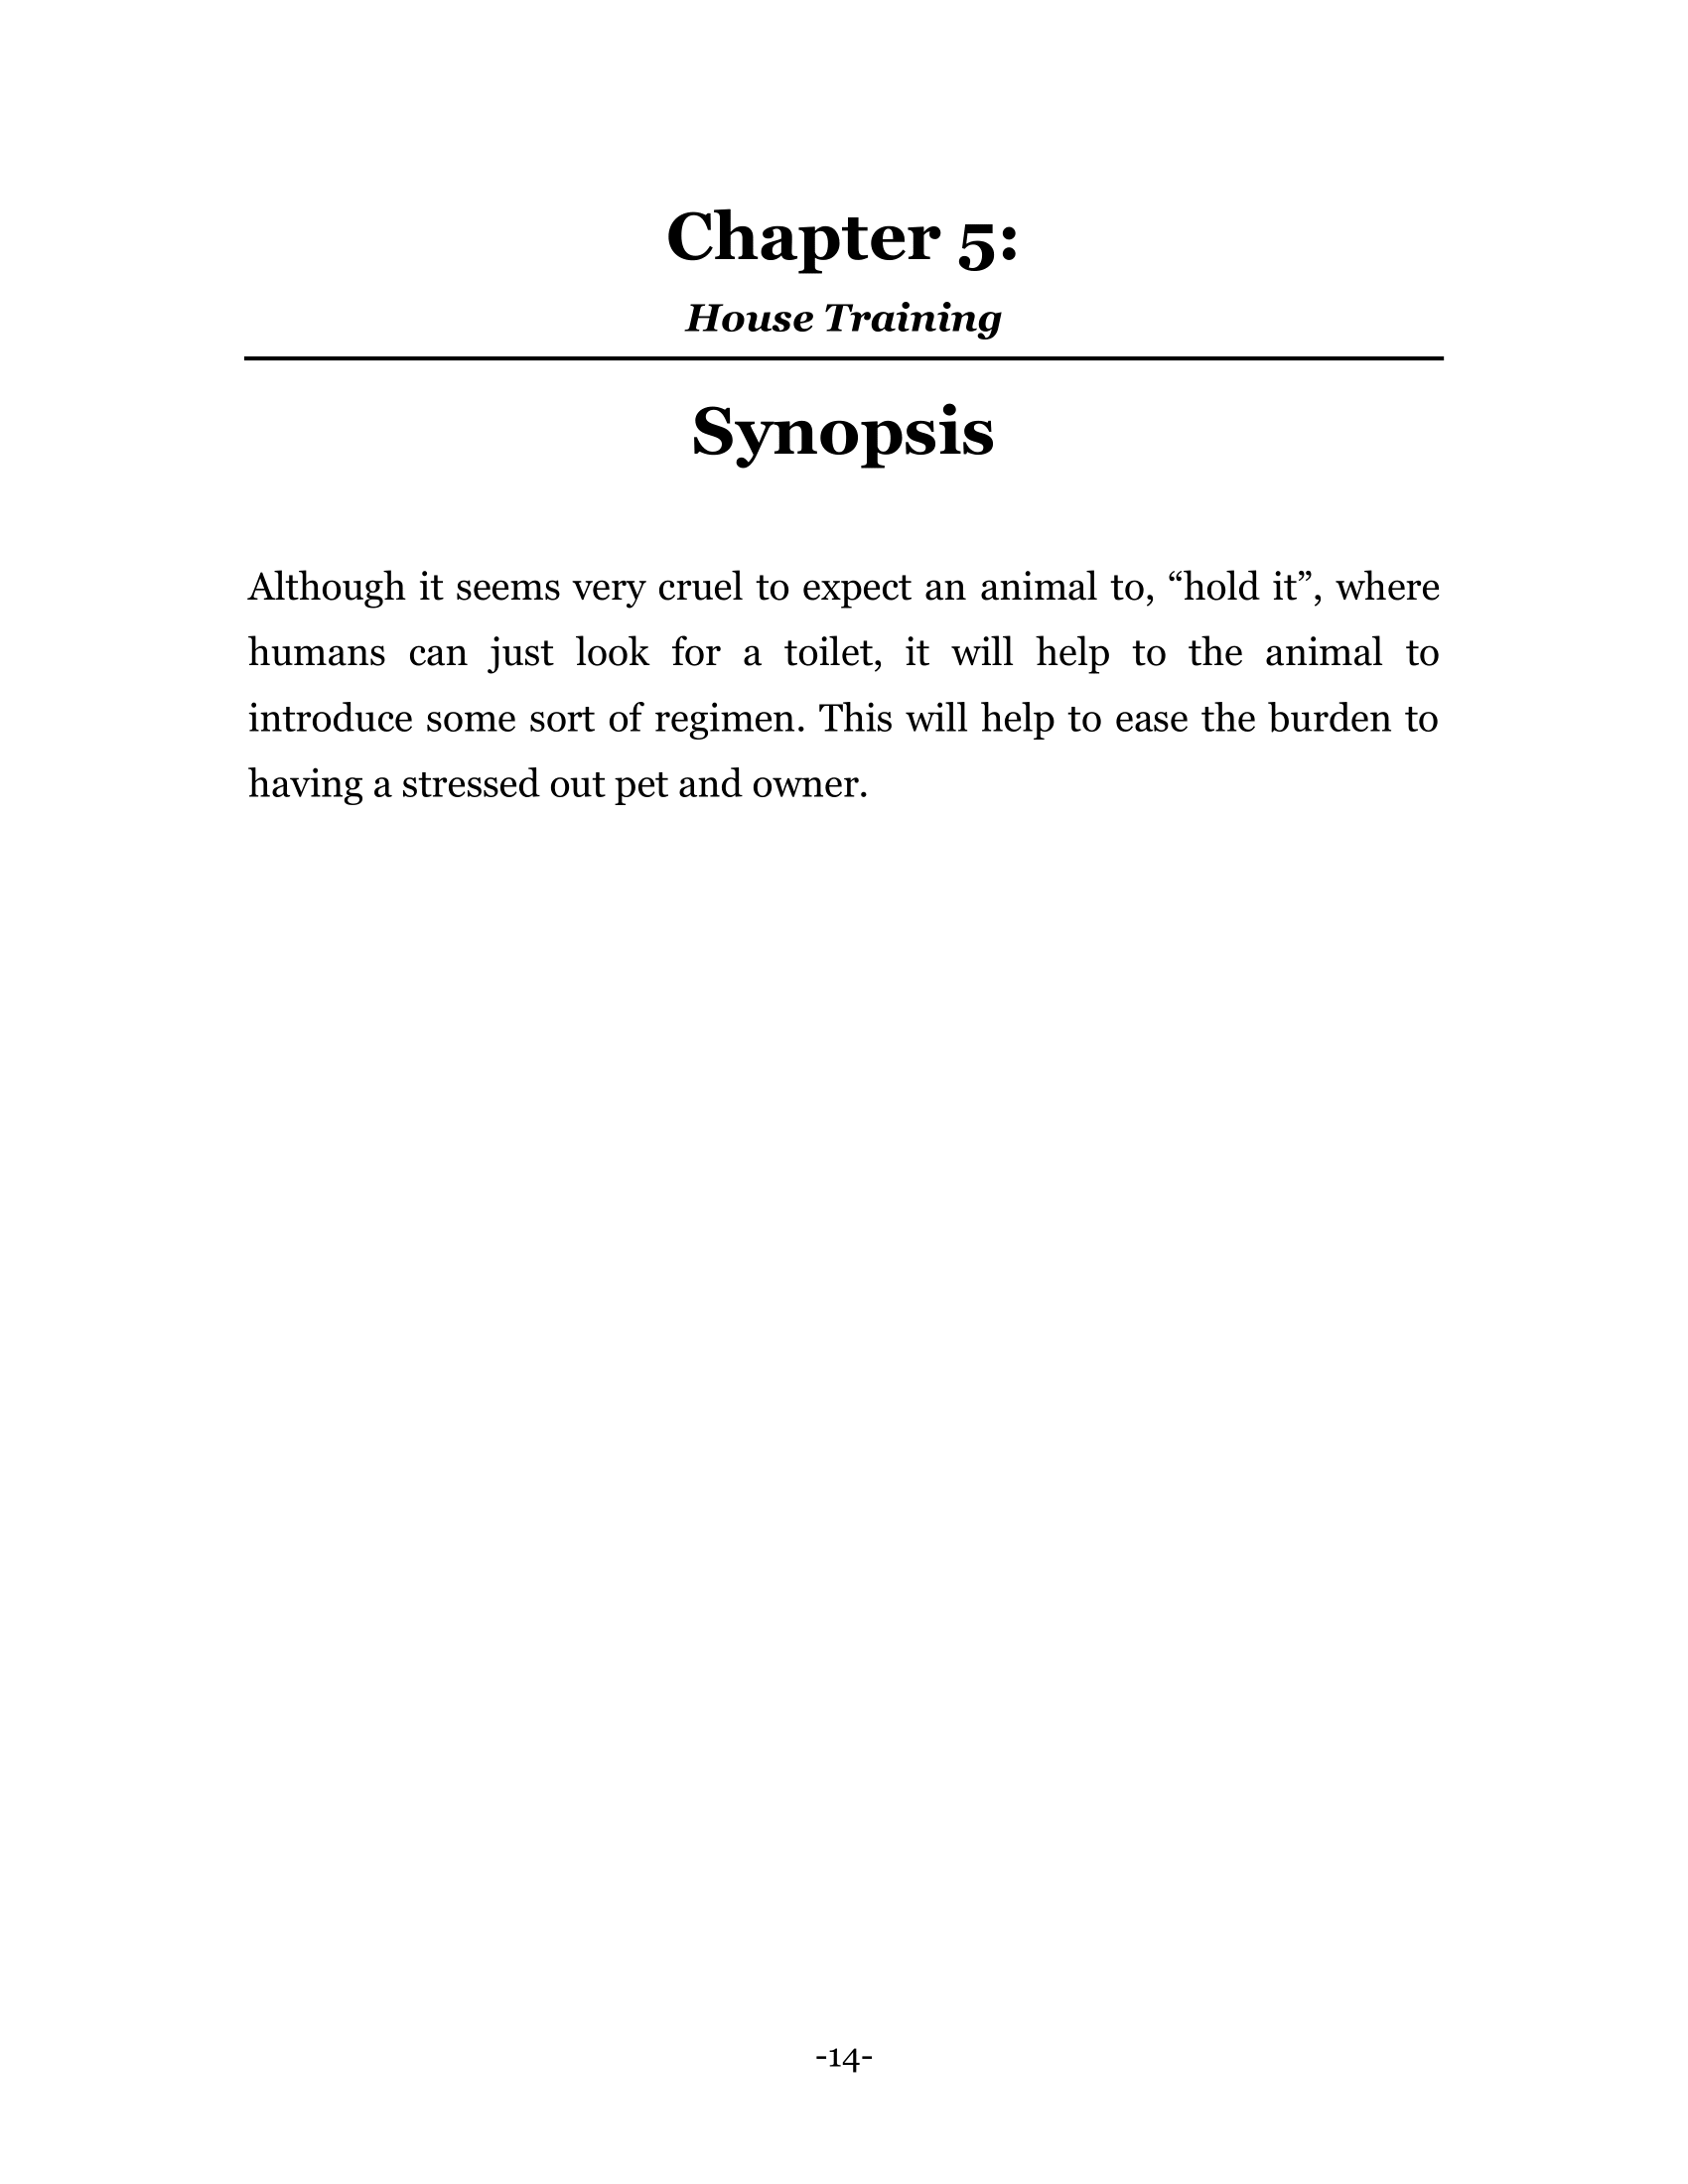 Chapter 5:
House Training
Synopsis
Although it seems very cruel to expect an animal to, “hold it”, where
humans can just look for a toilet, it will help to the animal to
introduce some sort of regimen. This will help to ease the burden to
having a stressed out pet and owner.
-14-